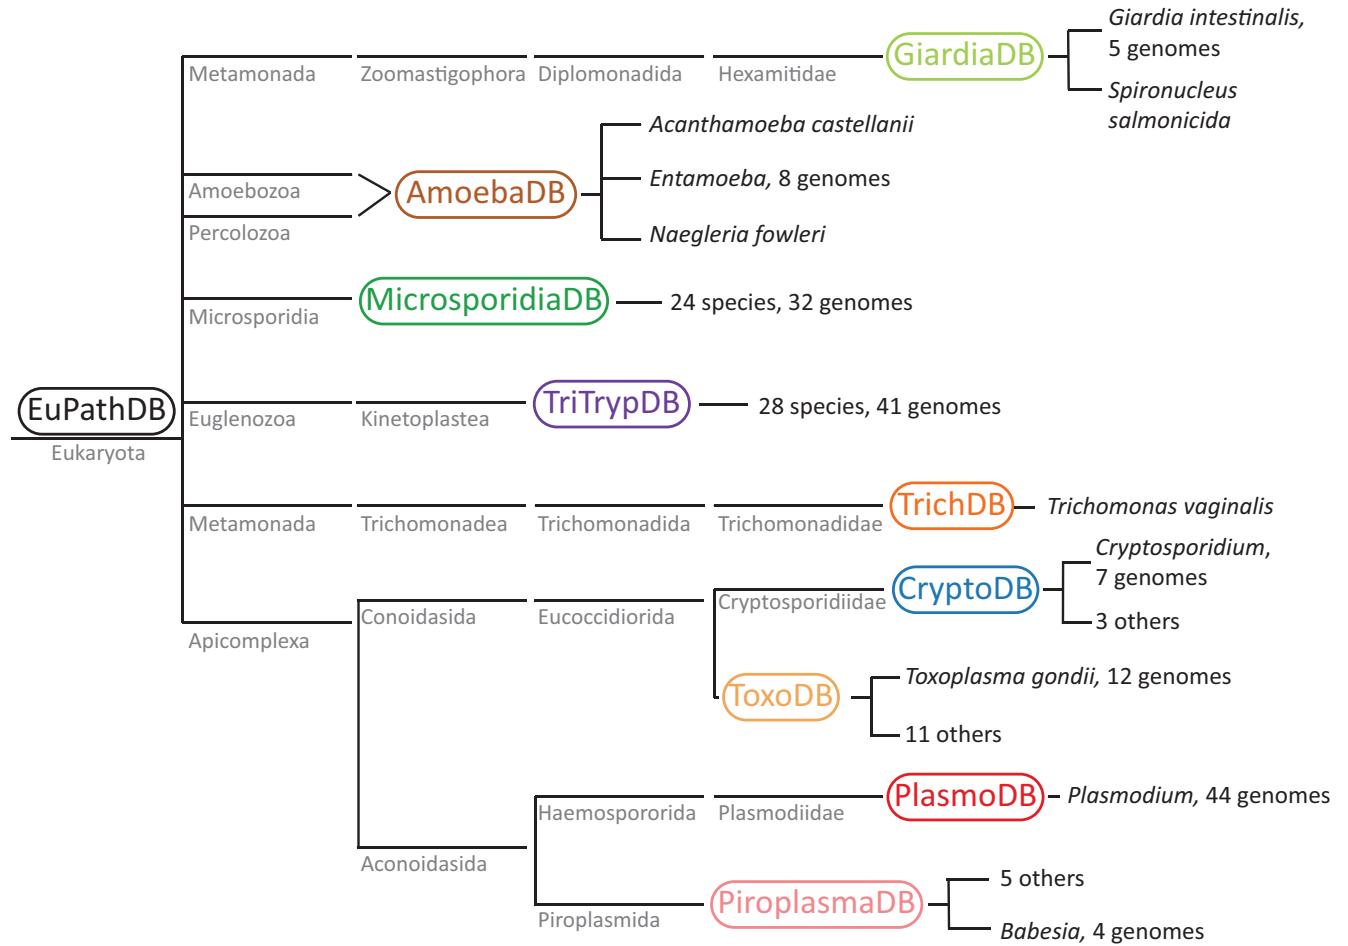 Giardia intestinalis,
5 genomes
GiardiaDB
Metamonada Zoomastigophora Diplomonadida Hexamitidae
Spironucleus
salmonicida
Acanthamoeba castellanii
Amoebozoa
AmoebaDB
Entamoeba, 8 genomes
Percolozoa
Naegleria fowleri
MicrosporidiaDB
24 species, 32 genomes
Microsporidia
EuPathDB
Eukaryota
TriTrypDB
28 species, 41 genomes
Euglenozoa Kinetoplastea
TrichDB
Trichomonas vaginalis
Metamonada Trichomonadea Trichomonadida Trichomonadidae
Cryptosporidium,
7 genomes
CryptoDB
Cryptosporidiidae
3 others
Conoidasida Eucoccidiorida
Apicomplexa
Toxoplasma gondii, 12 genomes
ToxoDB
11 others
PlasmoDB
Plasmodium, 44 genomes
Haemospororida Plasmodiidae
Aconoidasida
5 others
PiroplasmaDB
Piroplasmida
Babesia, 4 genomes